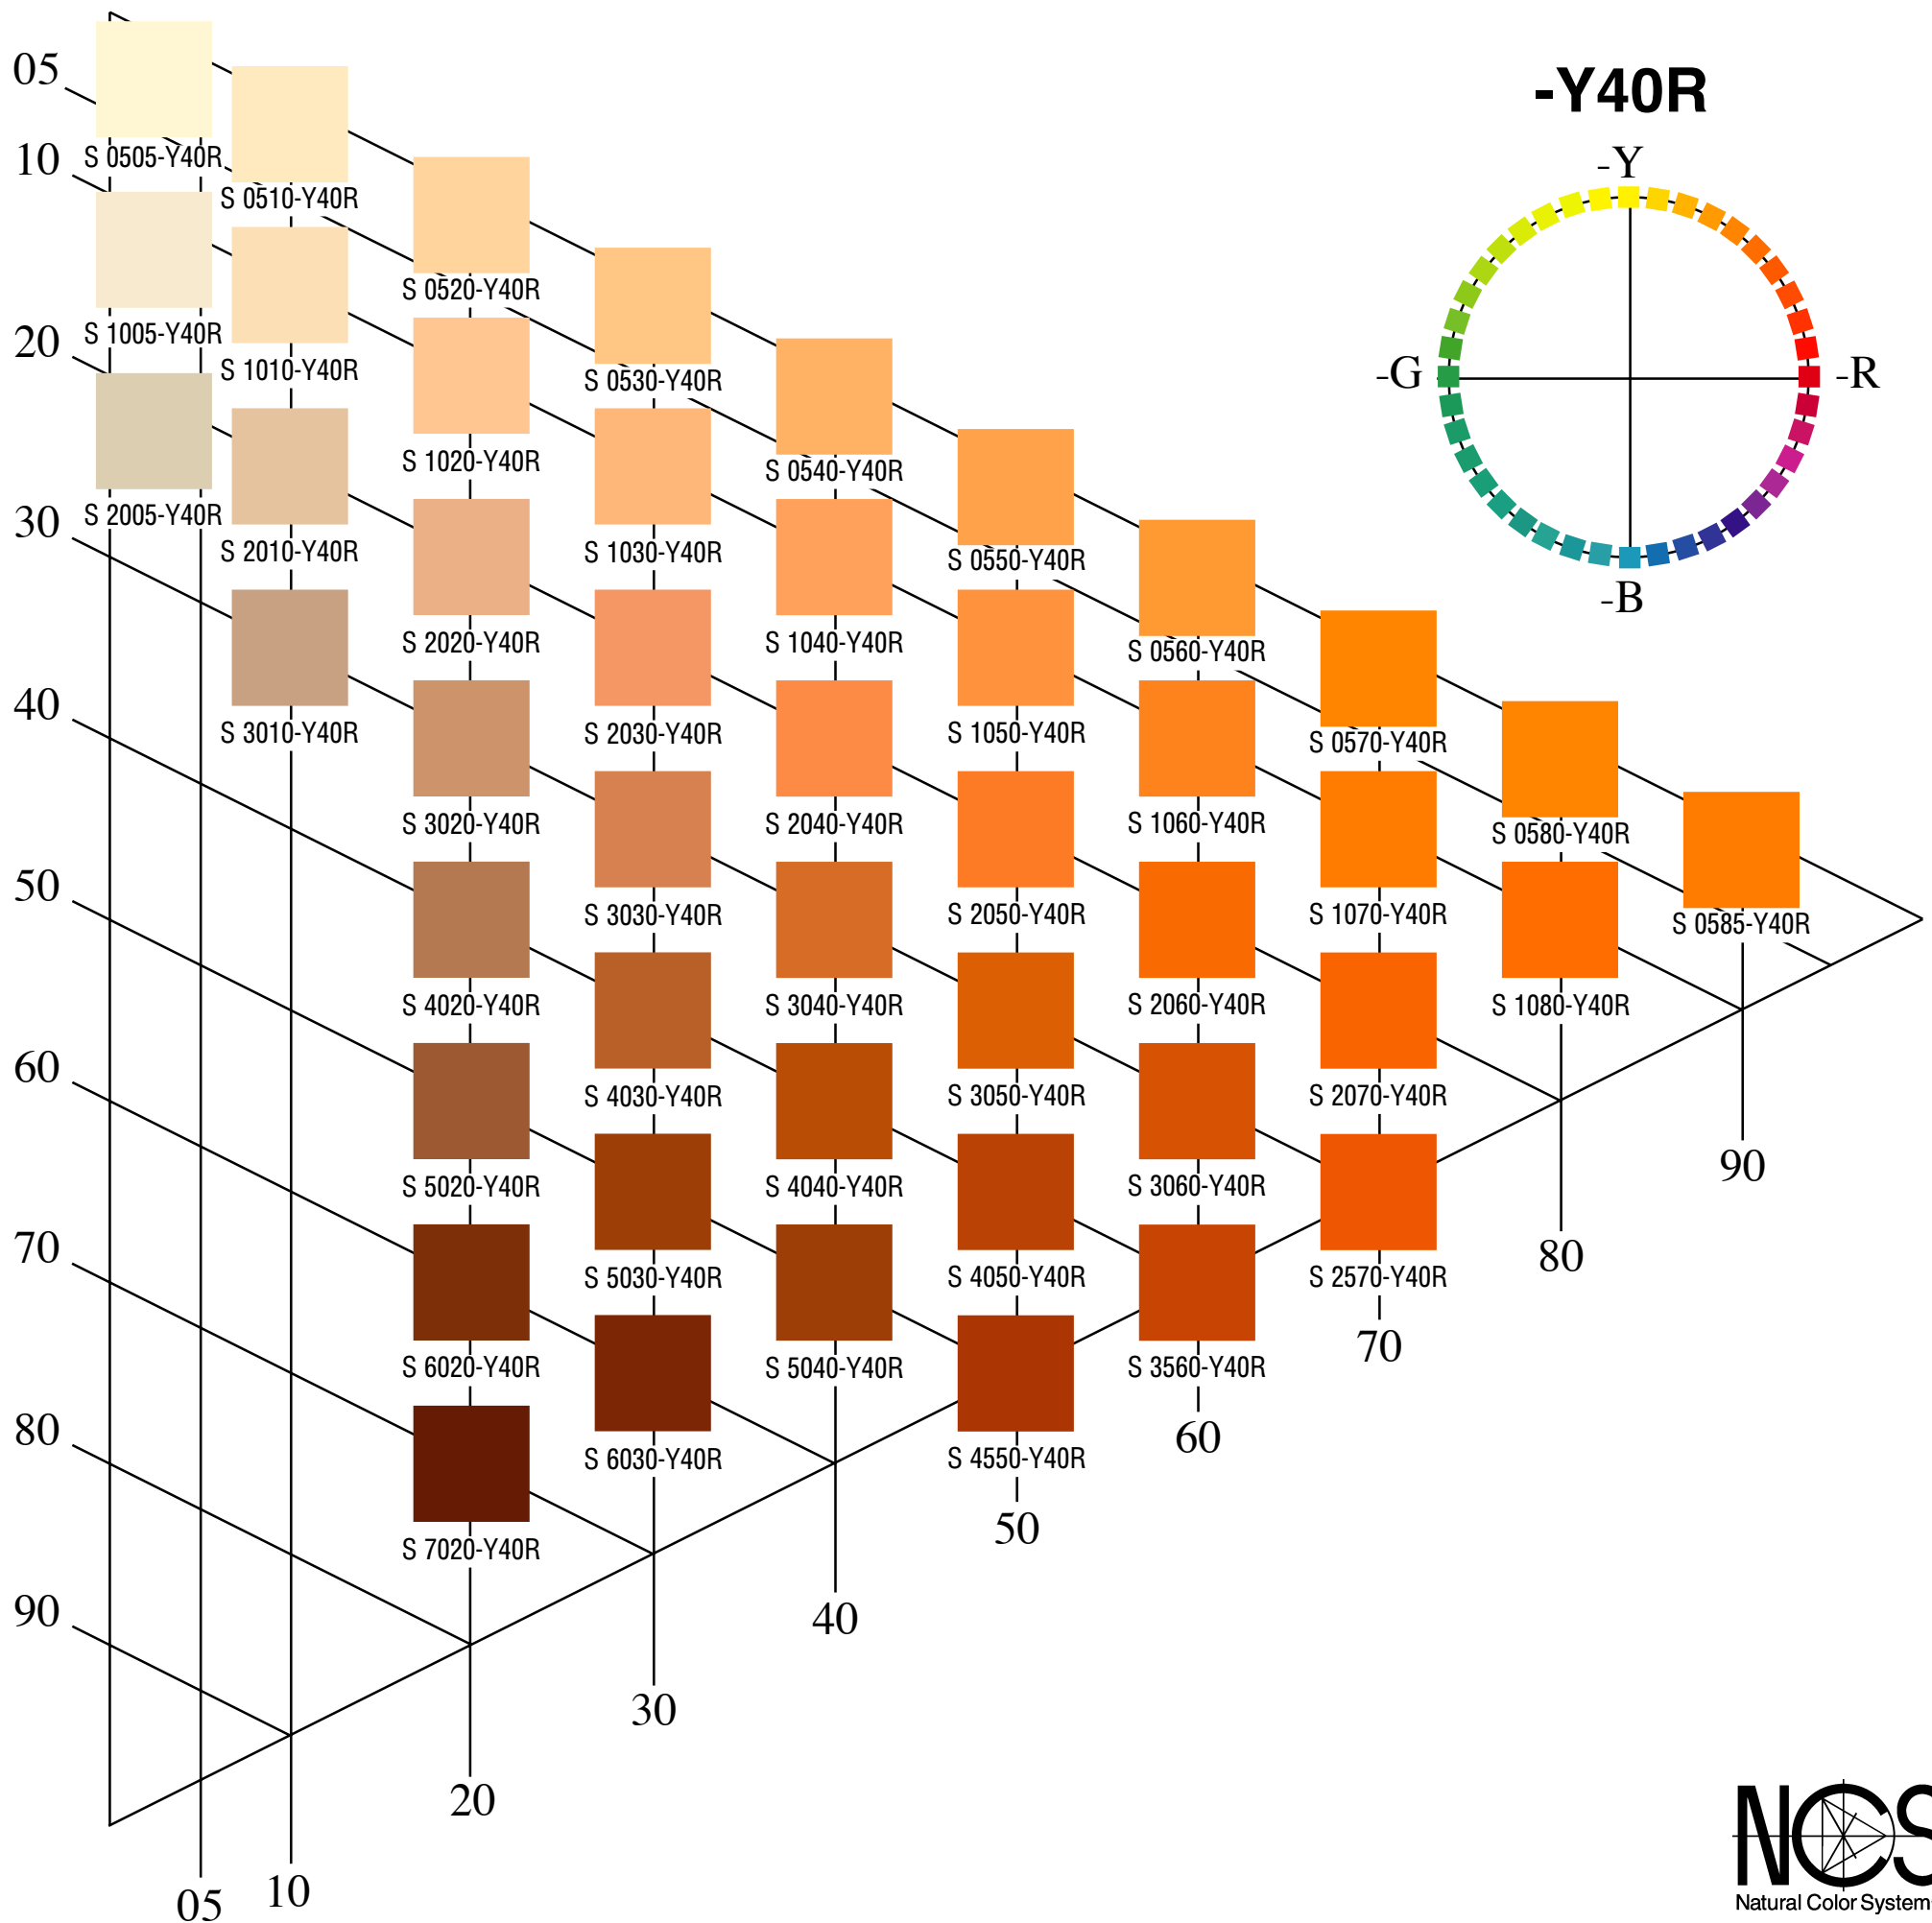 -Y40R
-Y
-G
-R
-B
05
10
20
30
40
50
60
70
80
90
S 0505-Y40R
S 0510-Y40R
S 0520-Y40R
S 1005-Y40R
S 1010-Y40R
S 0530-Y40R
S 1020-Y40R
S 0540-Y40R
S 2005-Y40R
S 2010-Y40R
S 1030-Y40R
S 0550-Y40R
S 2020-Y40R
S 1040-Y40R
S 0560-Y40R
S 3010-Y40R
S 2030-Y40R
S 1050-Y40R
S 0570-Y40R
S 3020-Y40R
S 2040-Y40R
S 1060-Y40R
S 0580-Y40R
S 3030-Y40R
S 2050-Y40R
S 1070-Y40R
S 0585-Y40R
S 4020-Y40R
S 3040-Y40R
S 2060-Y40R
S 1080-Y40R
S 4030-Y40R
S 3050-Y40R
S 2070-Y40R
S 5020-Y40R
S 4040-Y40R
S 3060-Y40R
S 5030-Y40R
S 4050-Y40R
S 2570-Y40R
S 6020-Y40R
S 5040-Y40R
S 3560-Y40R
S 6030-Y40R
S 4550-Y40R
S 7020-Y40R
90
80
70
60
50
40
30
20
10
05
NCS
Natural Color System